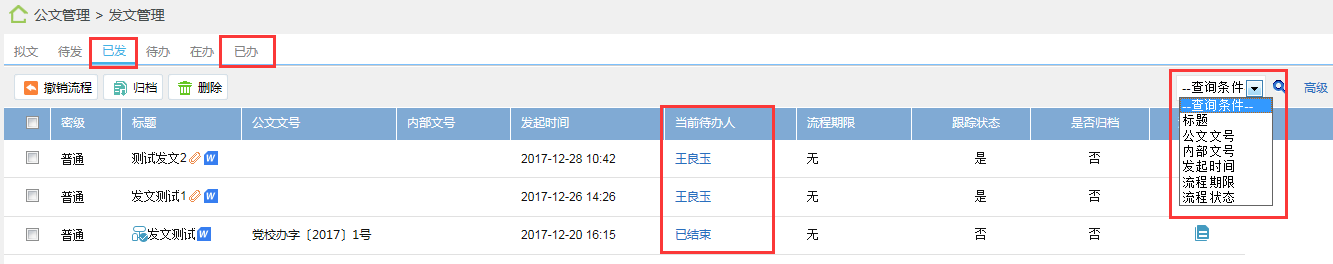 公文管理 > 发文管理
拟文 待发 已发 待办 在办 已办
撤销流程 归档 删除 --查询条件-- 高级
密级 标题 公文文号 内部文号 发起时间 当前待办人 流程期限 跟踪状态 是否归档
--查询条件--
标题
公文文号
内部文号
发起时间
流程期限
流程状态
普通 测试发文2 W 2017-12-28 10:42 王良玉 无 是 否
普通 发文测试1 W 2017-12-26 14:26 王良玉 无 是 否
普通 发文测试 W 党校办字〔2017〕1号 2017-12-20 16:15 已结束 无 否 否